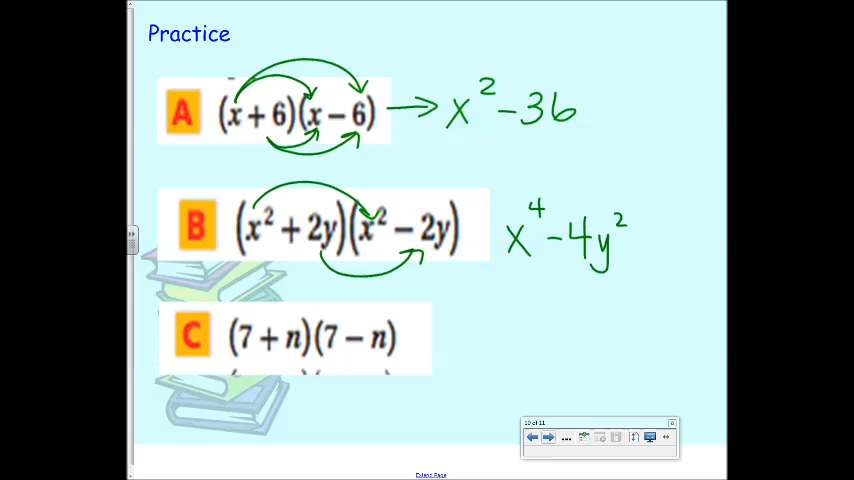 Practice
A (x + 6)(x − 6) → x² − 36
B (x² + 2y)(x² − 2y) x⁴ − 4y²
C (7 + n)(7 − n)
10 of 11
Extend Page